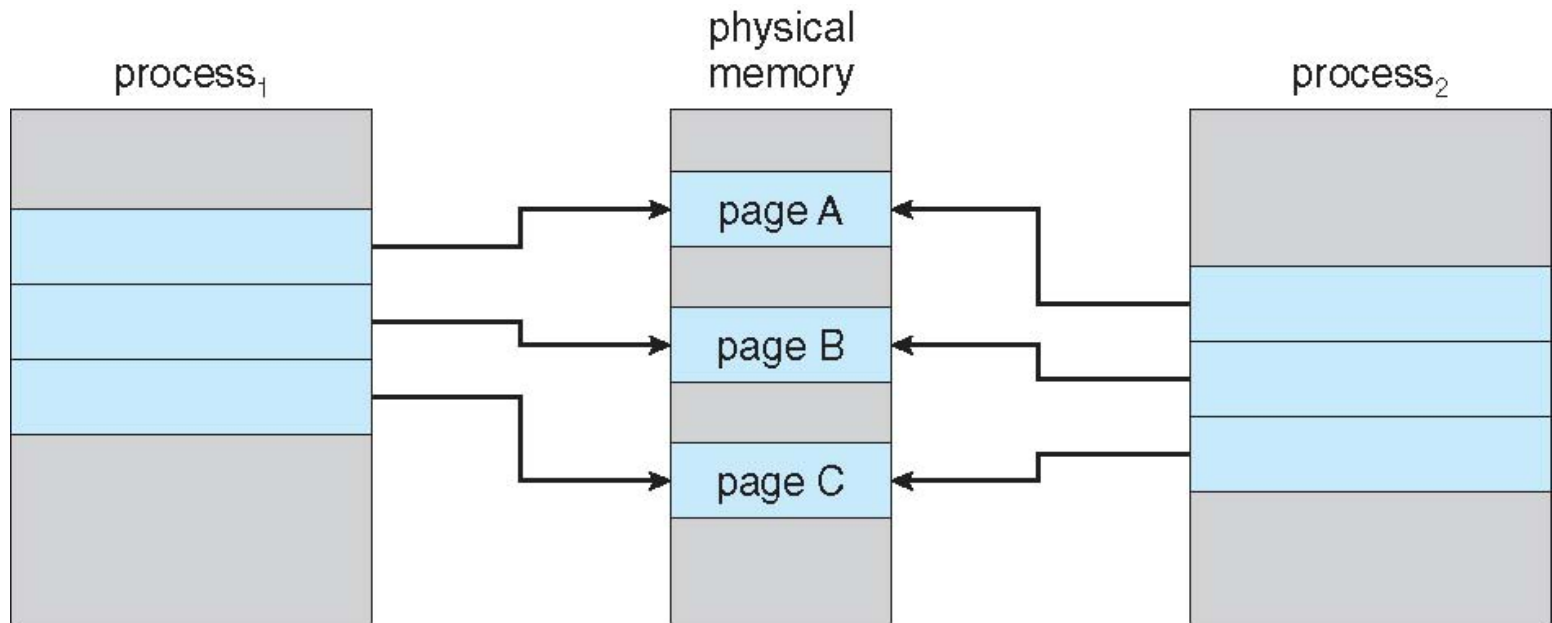 process₁
physical
memory
process₂
page A
page B
page C